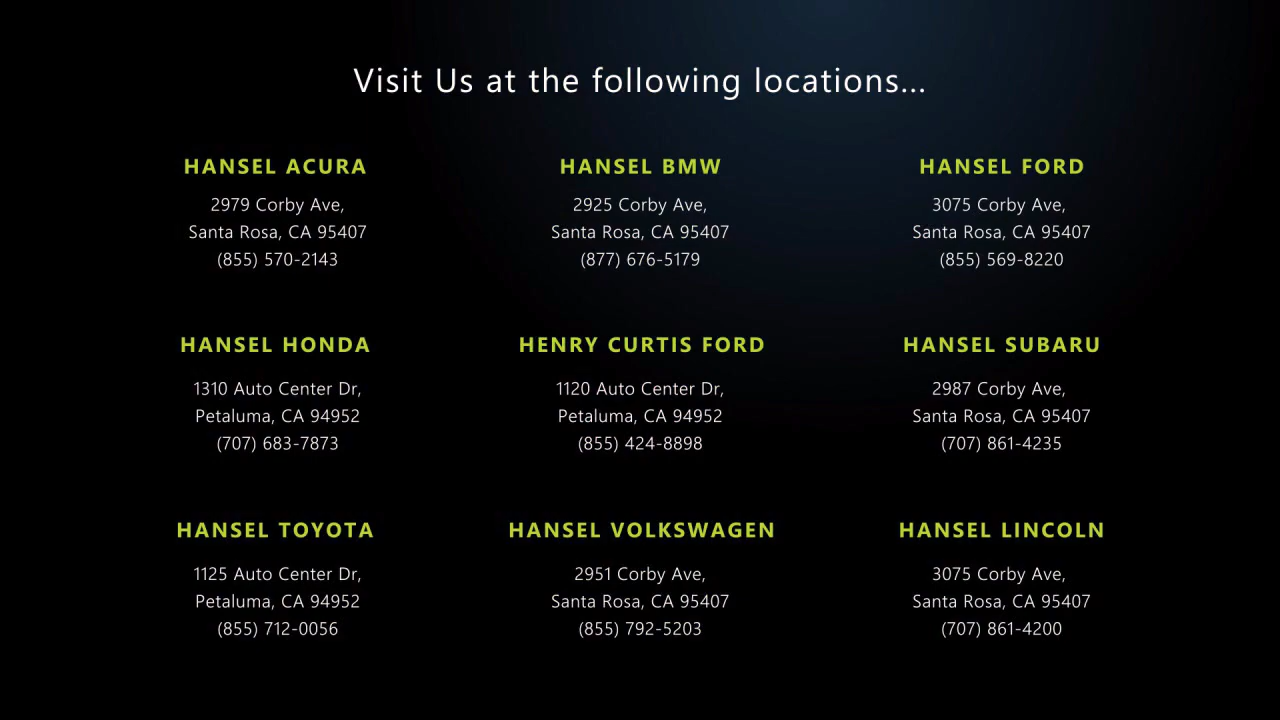 Visit Us at the following locations...
HANSEL ACURA
2979 Corby Ave,
Santa Rosa, CA 95407
(855) 570-2143
HANSEL BMW
2925 Corby Ave,
Santa Rosa, CA 95407
(877) 676-5179
HANSEL FORD
3075 Corby Ave,
Santa Rosa, CA 95407
(855) 569-8220
HANSEL HONDA
1310 Auto Center Dr,
Petaluma, CA 94952
(707) 683-7873
HENRY CURTIS FORD
1120 Auto Center Dr,
Petaluma, CA 94952
(855) 424-8898
HANSEL SUBARU
2987 Corby Ave,
Santa Rosa, CA 95407
(707) 861-4235
HANSEL TOYOTA
1125 Auto Center Dr,
Petaluma, CA 94952
(855) 712-0056
HANSEL VOLKSWAGEN
2951 Corby Ave,
Santa Rosa, CA 95407
(855) 792-5203
HANSEL LINCOLN
3075 Corby Ave,
Santa Rosa, CA 95407
(707) 861-4200